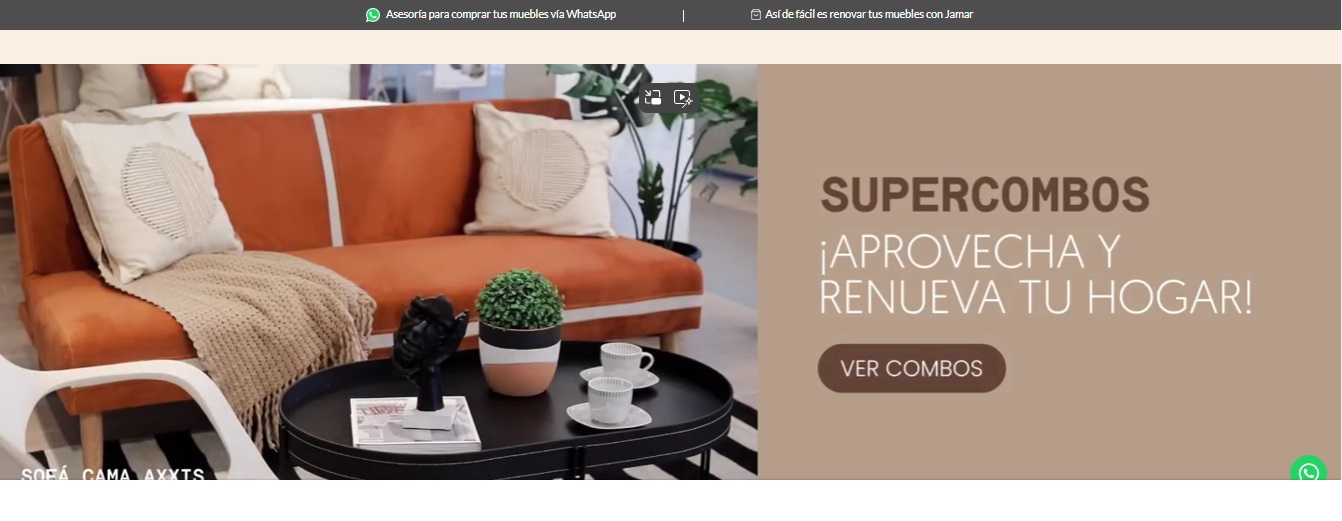 Asesoría para comprar tus muebles vía WhatsApp | Así de fácil es renovar tus muebles con Jamar
SUPERCOMBOS
¡APROVECHA Y
RENUEVA TU HOGAR!
VER COMBOS
SOFÁ CAMA AXXTS